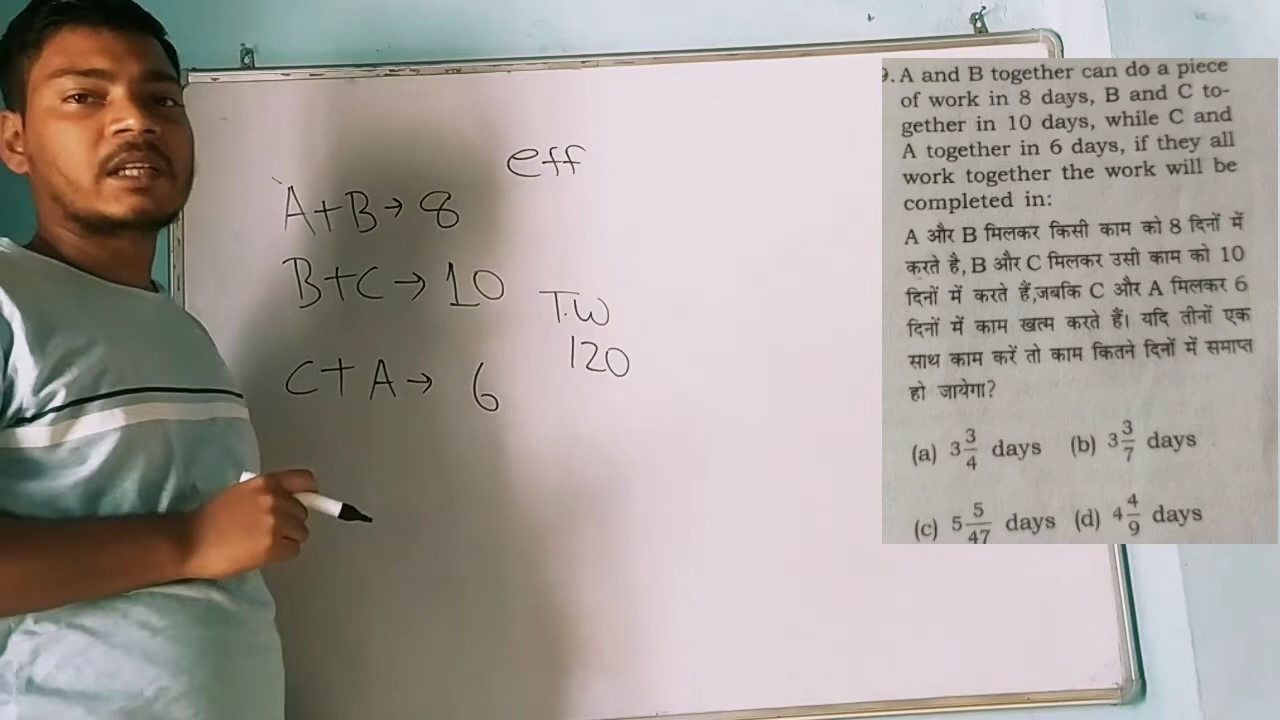 eff
A+B→ 8
B+C→ 10
T.W
120
C+A→ 6
9. A and B together can do a piece
of work in 8 days, B and C to-
gether in 10 days, while C and
A together in 6 days, if they all
work together the work will be
completed in:
A और B मिलकर किसी काम को 8 दिनों में
करते है, B और C मिलकर उसी काम को 10
दिनों में करते हैं,जबकि C और A मिलकर 6
दिनों में काम खत्म करते हैं। यदि तीनों एक
साथ काम करें तो काम कितने दिनों में समाप्त
हो जायेगा?
(a) 3 3/4 days (b) 3 3/7 days
(c) 5 5/47 days (d) 4 4/9 days